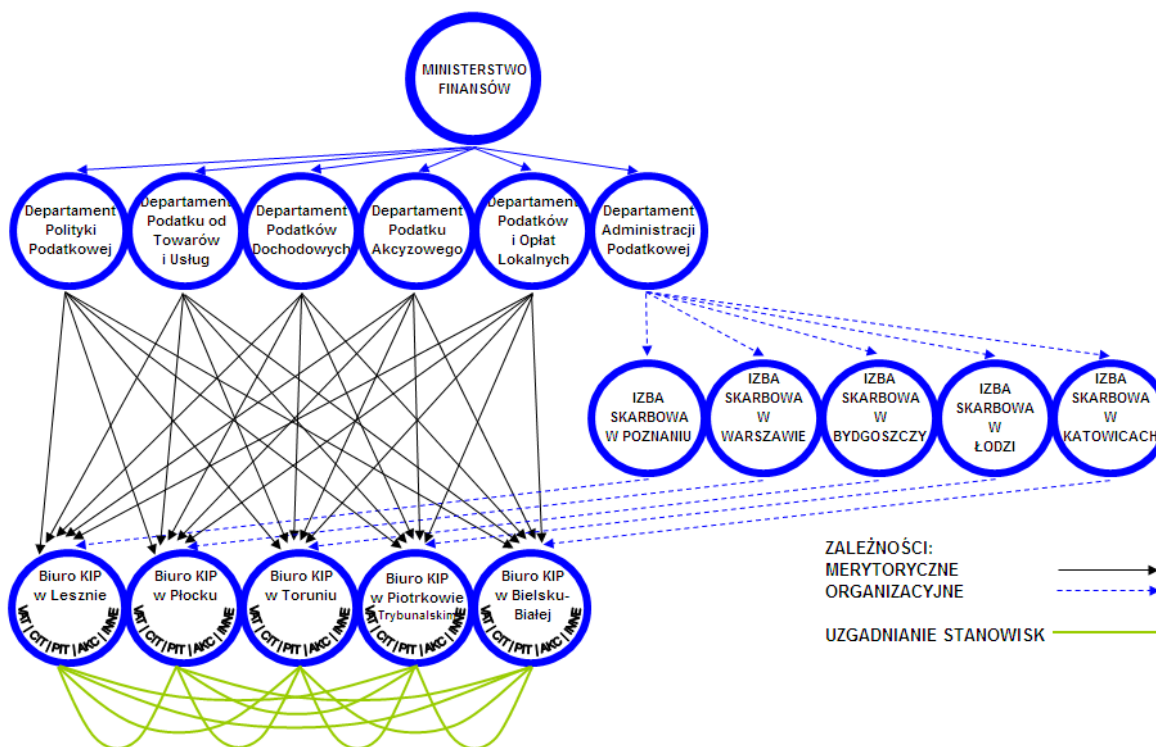 MINISTERSTWO
FINANSÓW
Departament
Polityki
Podatkowej
Departament
Podatku od
Towarów
i Usług
Departament
Podatków
Dochodowych
Departament
Podatku
Akcyzowego
Departament
Podatków
i Opłat
Lokalnych
Departament
Administracji
Podatkowej
IZBA
SKARBOWA
W POZNANIU
IZBA
SKARBOWA
W
WARSZAWIE
IZBA
SKARBOWA
W
BYDGOSZCZY
IZBA
SKARBOWA
W
ŁODZI
IZBA
SKARBOWA
W
KATOWICACH
Biuro KIP
w Lesznie
VAT | CIT | PIT | AKC | INNE
Biuro KIP
w Płocku
VAT | CIT | PIT | AKC | INNE
Biuro KIP
w Toruniu
VAT | CIT | PIT | AKC | INNE
Biuro KIP
w Piotrkowie
Trybunalskim
VAT | CIT | PIT | AKC | INNE
Biuro KIP
w Bielsku-
Białej
VAT | CIT | PIT | AKC | INNE
ZALEŻNOŚCI:
MERYTORYCZNE
ORGANIZACYJNE
UZGADNIANIE STANOWISK